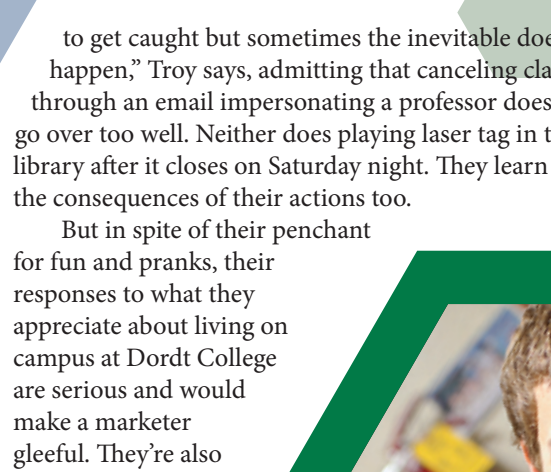 to get caught but sometimes the inevitable doe
happen,” Troy says, admitting that canceling cla
through an email impersonating a professor does
go over too well. Neither does playing laser tag in t
library after it closes on Saturday night. They learn
the consequences of their actions too.
But in spite of their penchant
for fun and pranks, their
responses to what they
appreciate about living on
campus at Dordt College
are serious and would
make a marketer
gleeful. They’re also